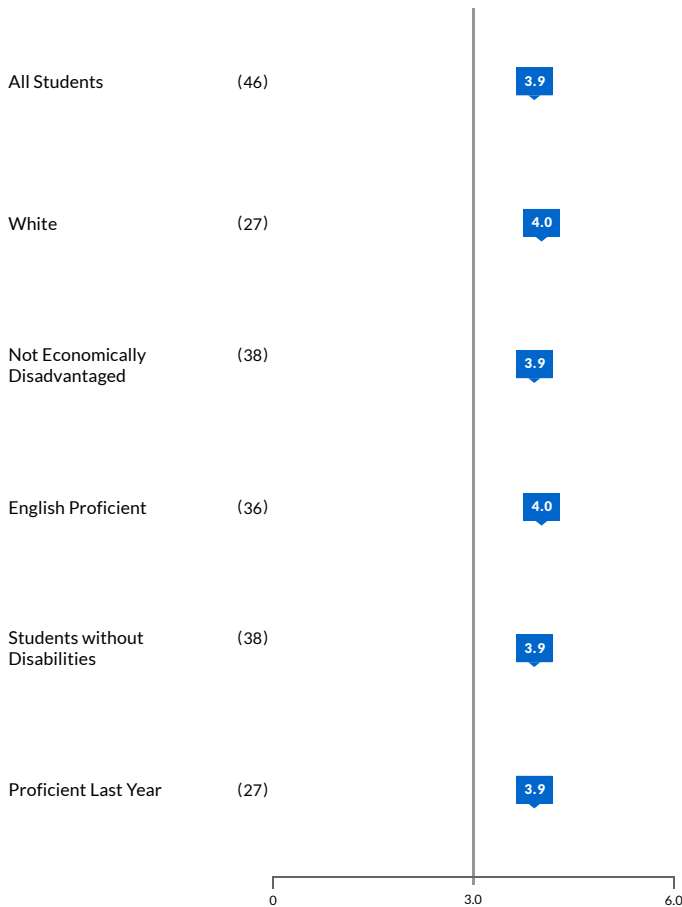 All Students (46) 3.9
White (27) 4.0
Not Economically (38) 3.9
Disadvantaged
English Proficient (36) 4.0
Students without (38) 3.9
Disabilities
Proficient Last Year (27) 3.9
0 3.0 6.0